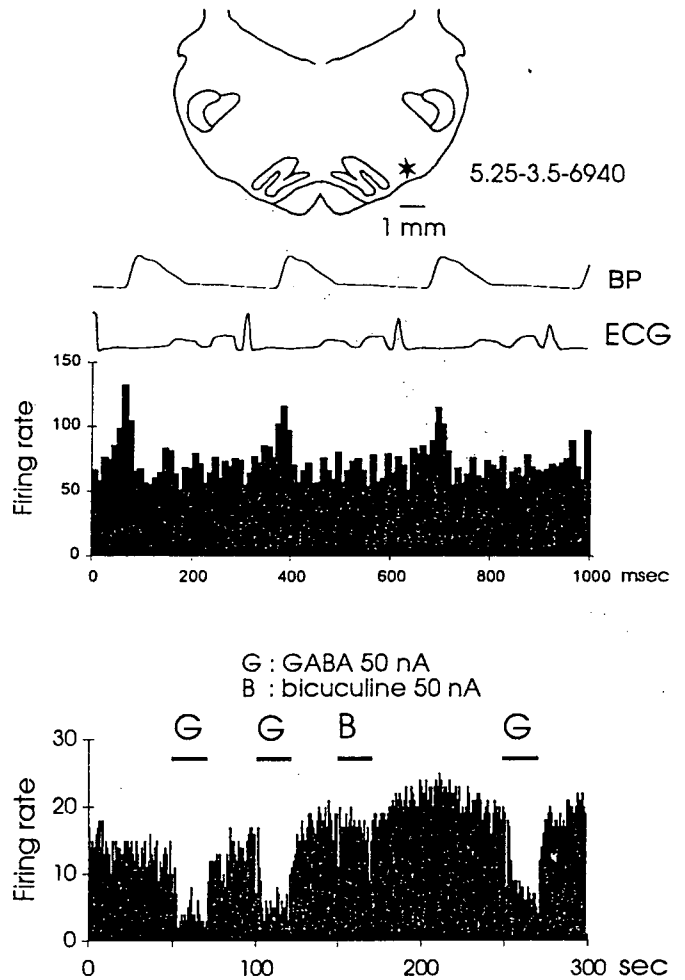 5.25-3.5-6940
1 mm
BP
ECG
150
100
50
0
Firing rate
0 200 400 600 800 1000 msec
G : GABA 50 nA
B : bicuculine 50 nA
G G B G
30
20
10
0
Firing rate
0 100 200 300 sec